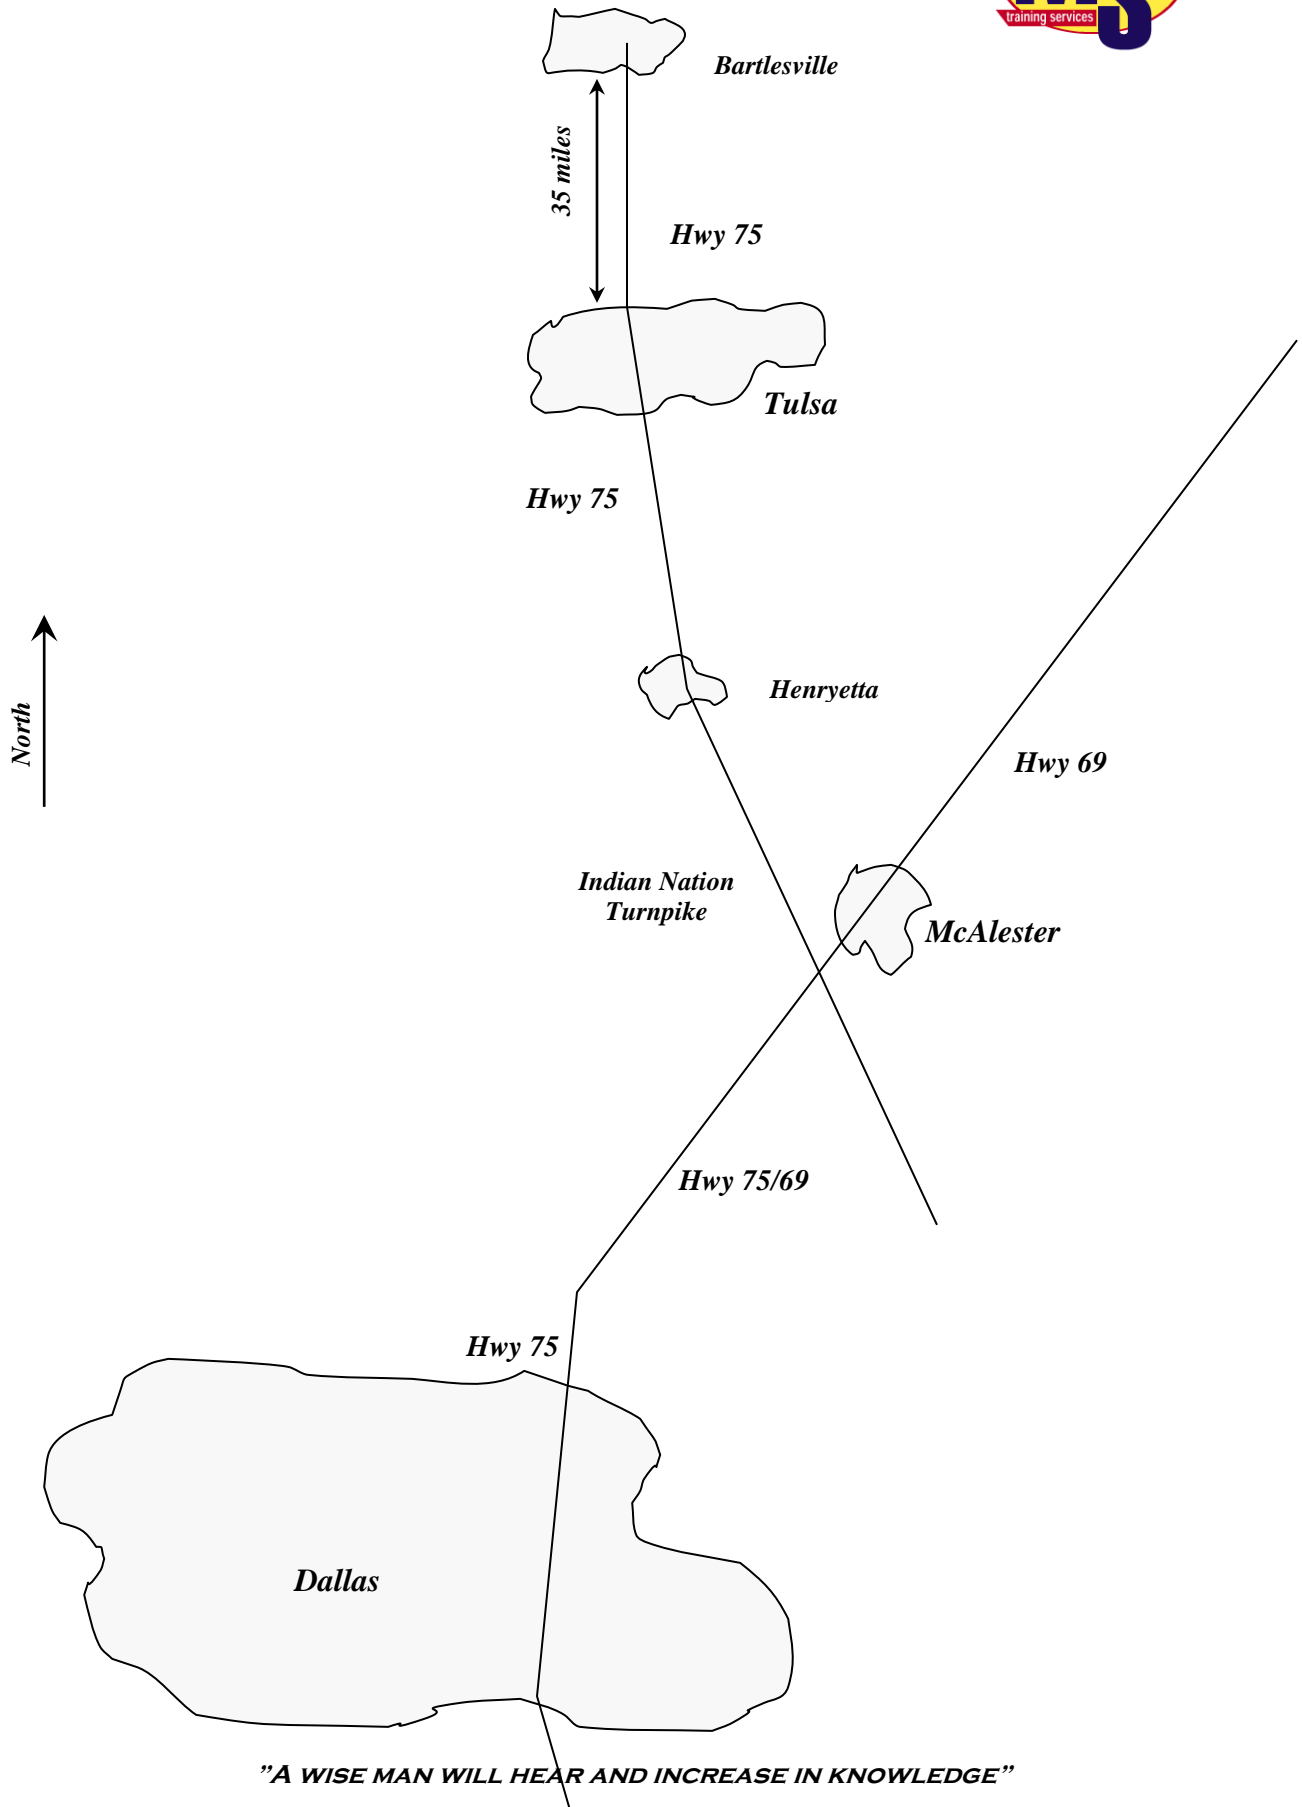 training services
Bartlesville
35 miles
Hwy 75
Tulsa
Hwy 75
Henryetta
North
Hwy 69
Indian Nation
Turnpike
McAlester
Hwy 75/69
Hwy 75
Dallas
”A WISE MAN WILL HEAR AND INCREASE IN KNOWLEDGE”